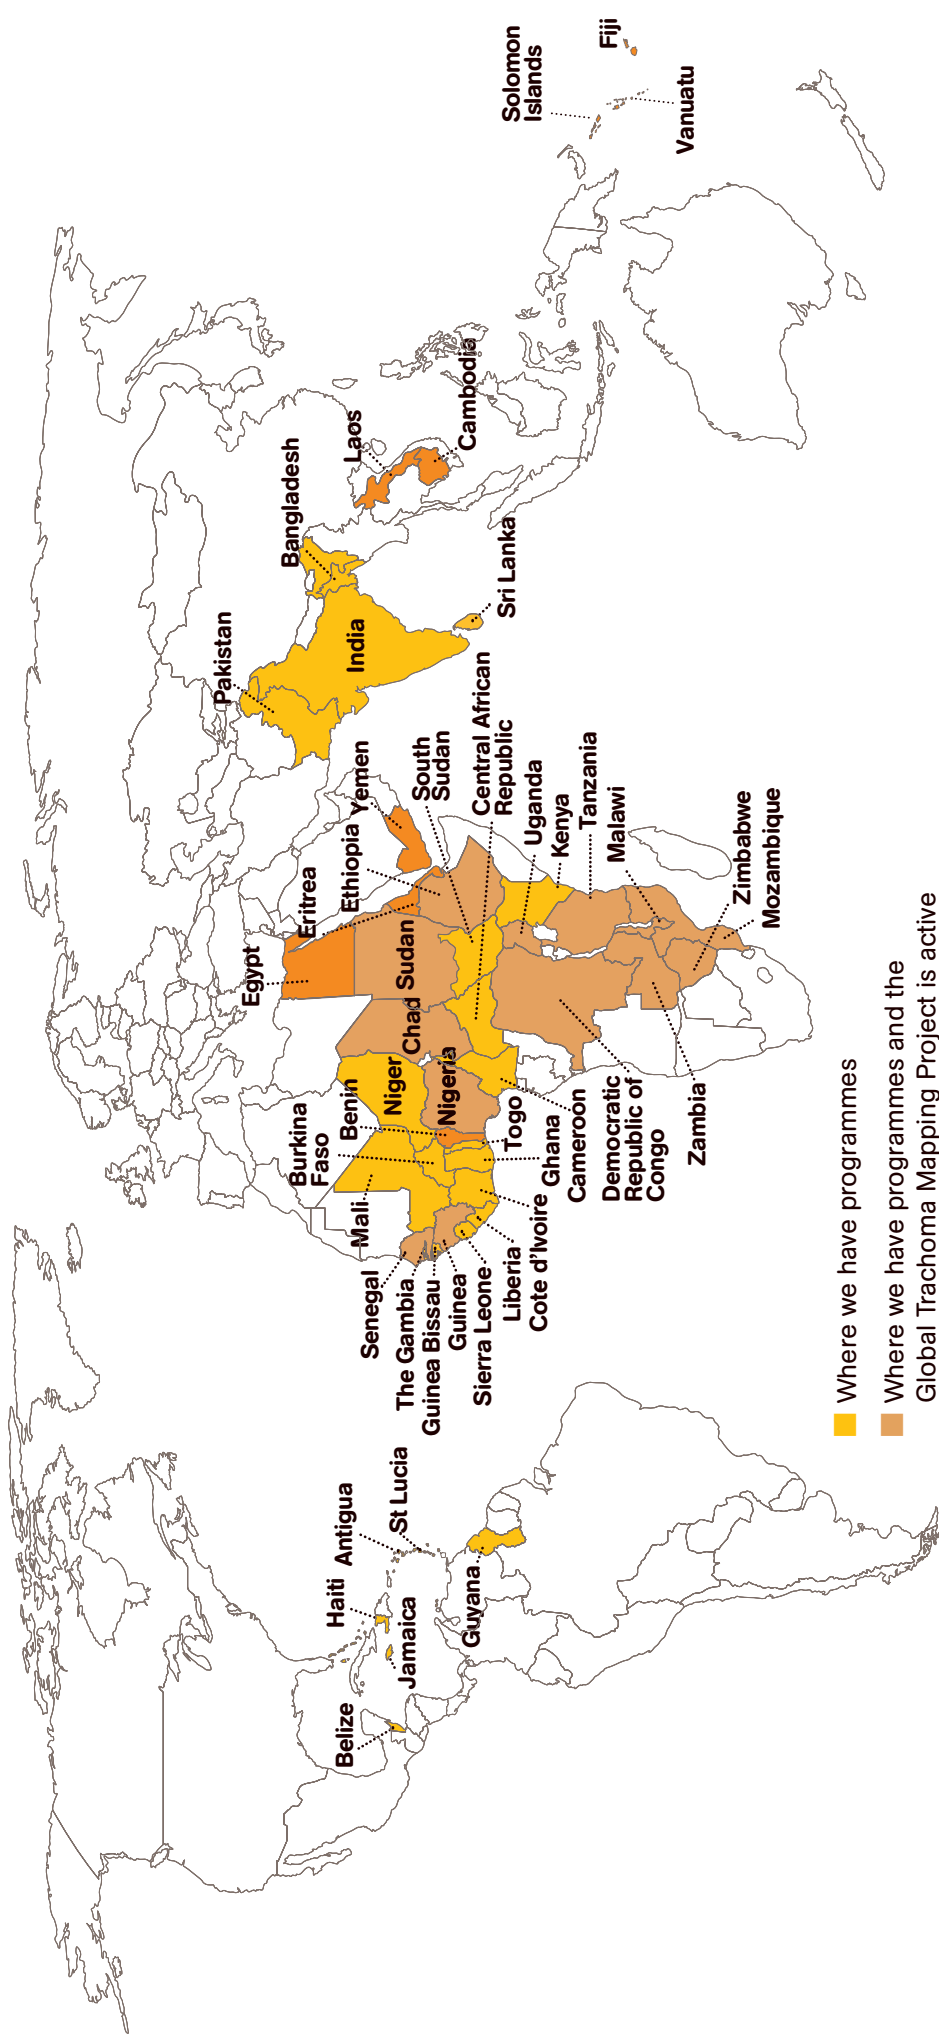 Belize
Haiti
Jamaica
Antigua
St Lucia
Guyana
Senegal
The Gambia
Guinea Bissau
Guinea
Sierra Leone
Liberia
Cote d'Ivoire
Mali
Burkina
Faso
Benin
Niger
Nigeria
Togo
Ghana
Cameroon
Democratic
Republic of
Congo
Zambia
Chad
Sudan
Egypt
Eritrea
Ethiopia
Yemen
South
Sudan
Central African
Republic
Uganda
Kenya
Tanzania
Malawi
Zimbabwe
Mozambique
Pakistan
India
Bangladesh
Sri Lanka
Laos
Cambodia
Solomon
Islands
Fiji
Vanuatu
Where we have programmes
Where we have programmes and the
Global Trachoma Mapping Project is active